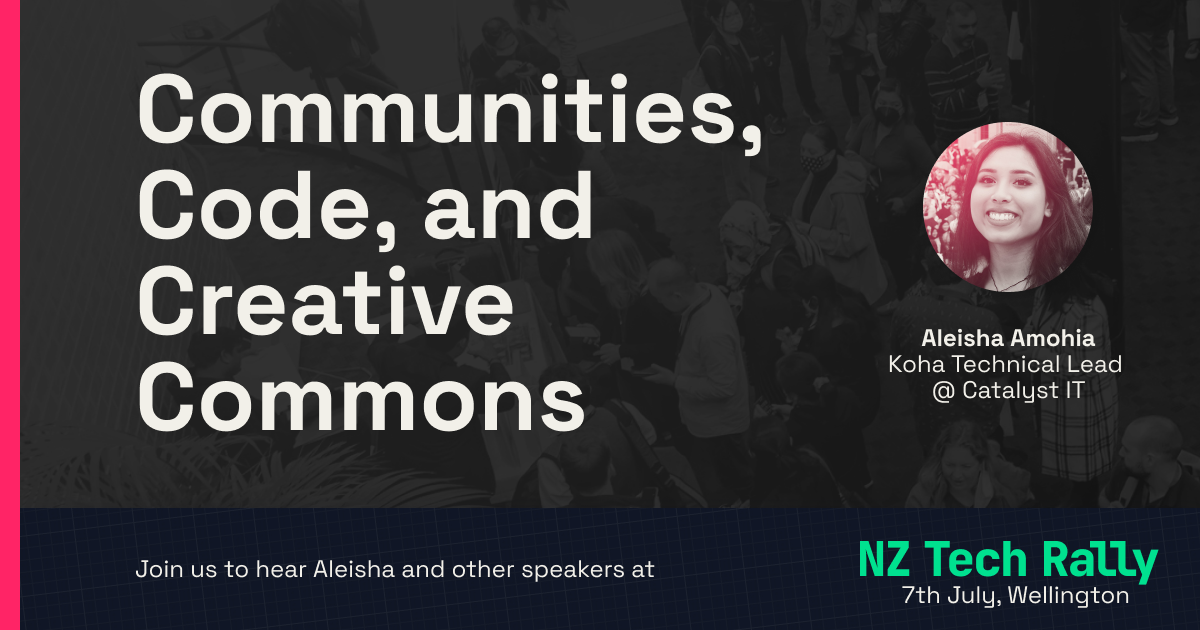 Communities,
Code, and
Creative
Commons
Aleisha Amohia
Koha Technical Lead
@ Catalyst IT
Join us to hear Aleisha and other speakers at
NZ Tech Rally
7th July, Wellington